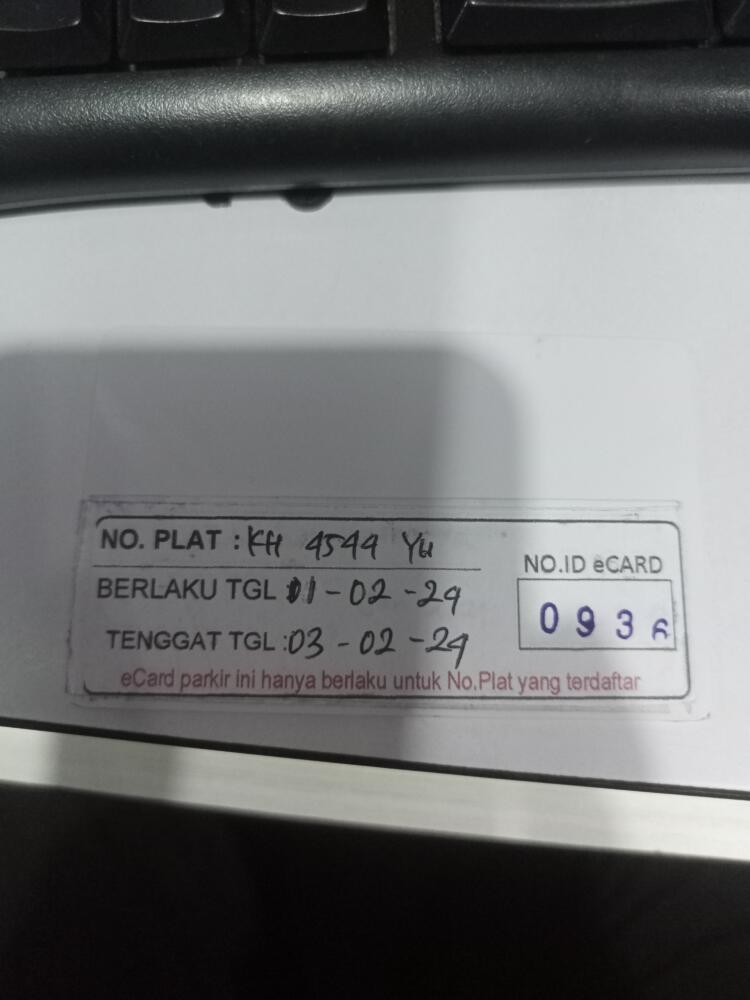 NO. PLAT : KH 4544 YU
NO.ID eCARD
BERLAKU TGL 01-02-24
0936
TENGGAT TGL :03-02-24
eCard parkir ini hanya berlaku untuk No.Plat yang terdaftar